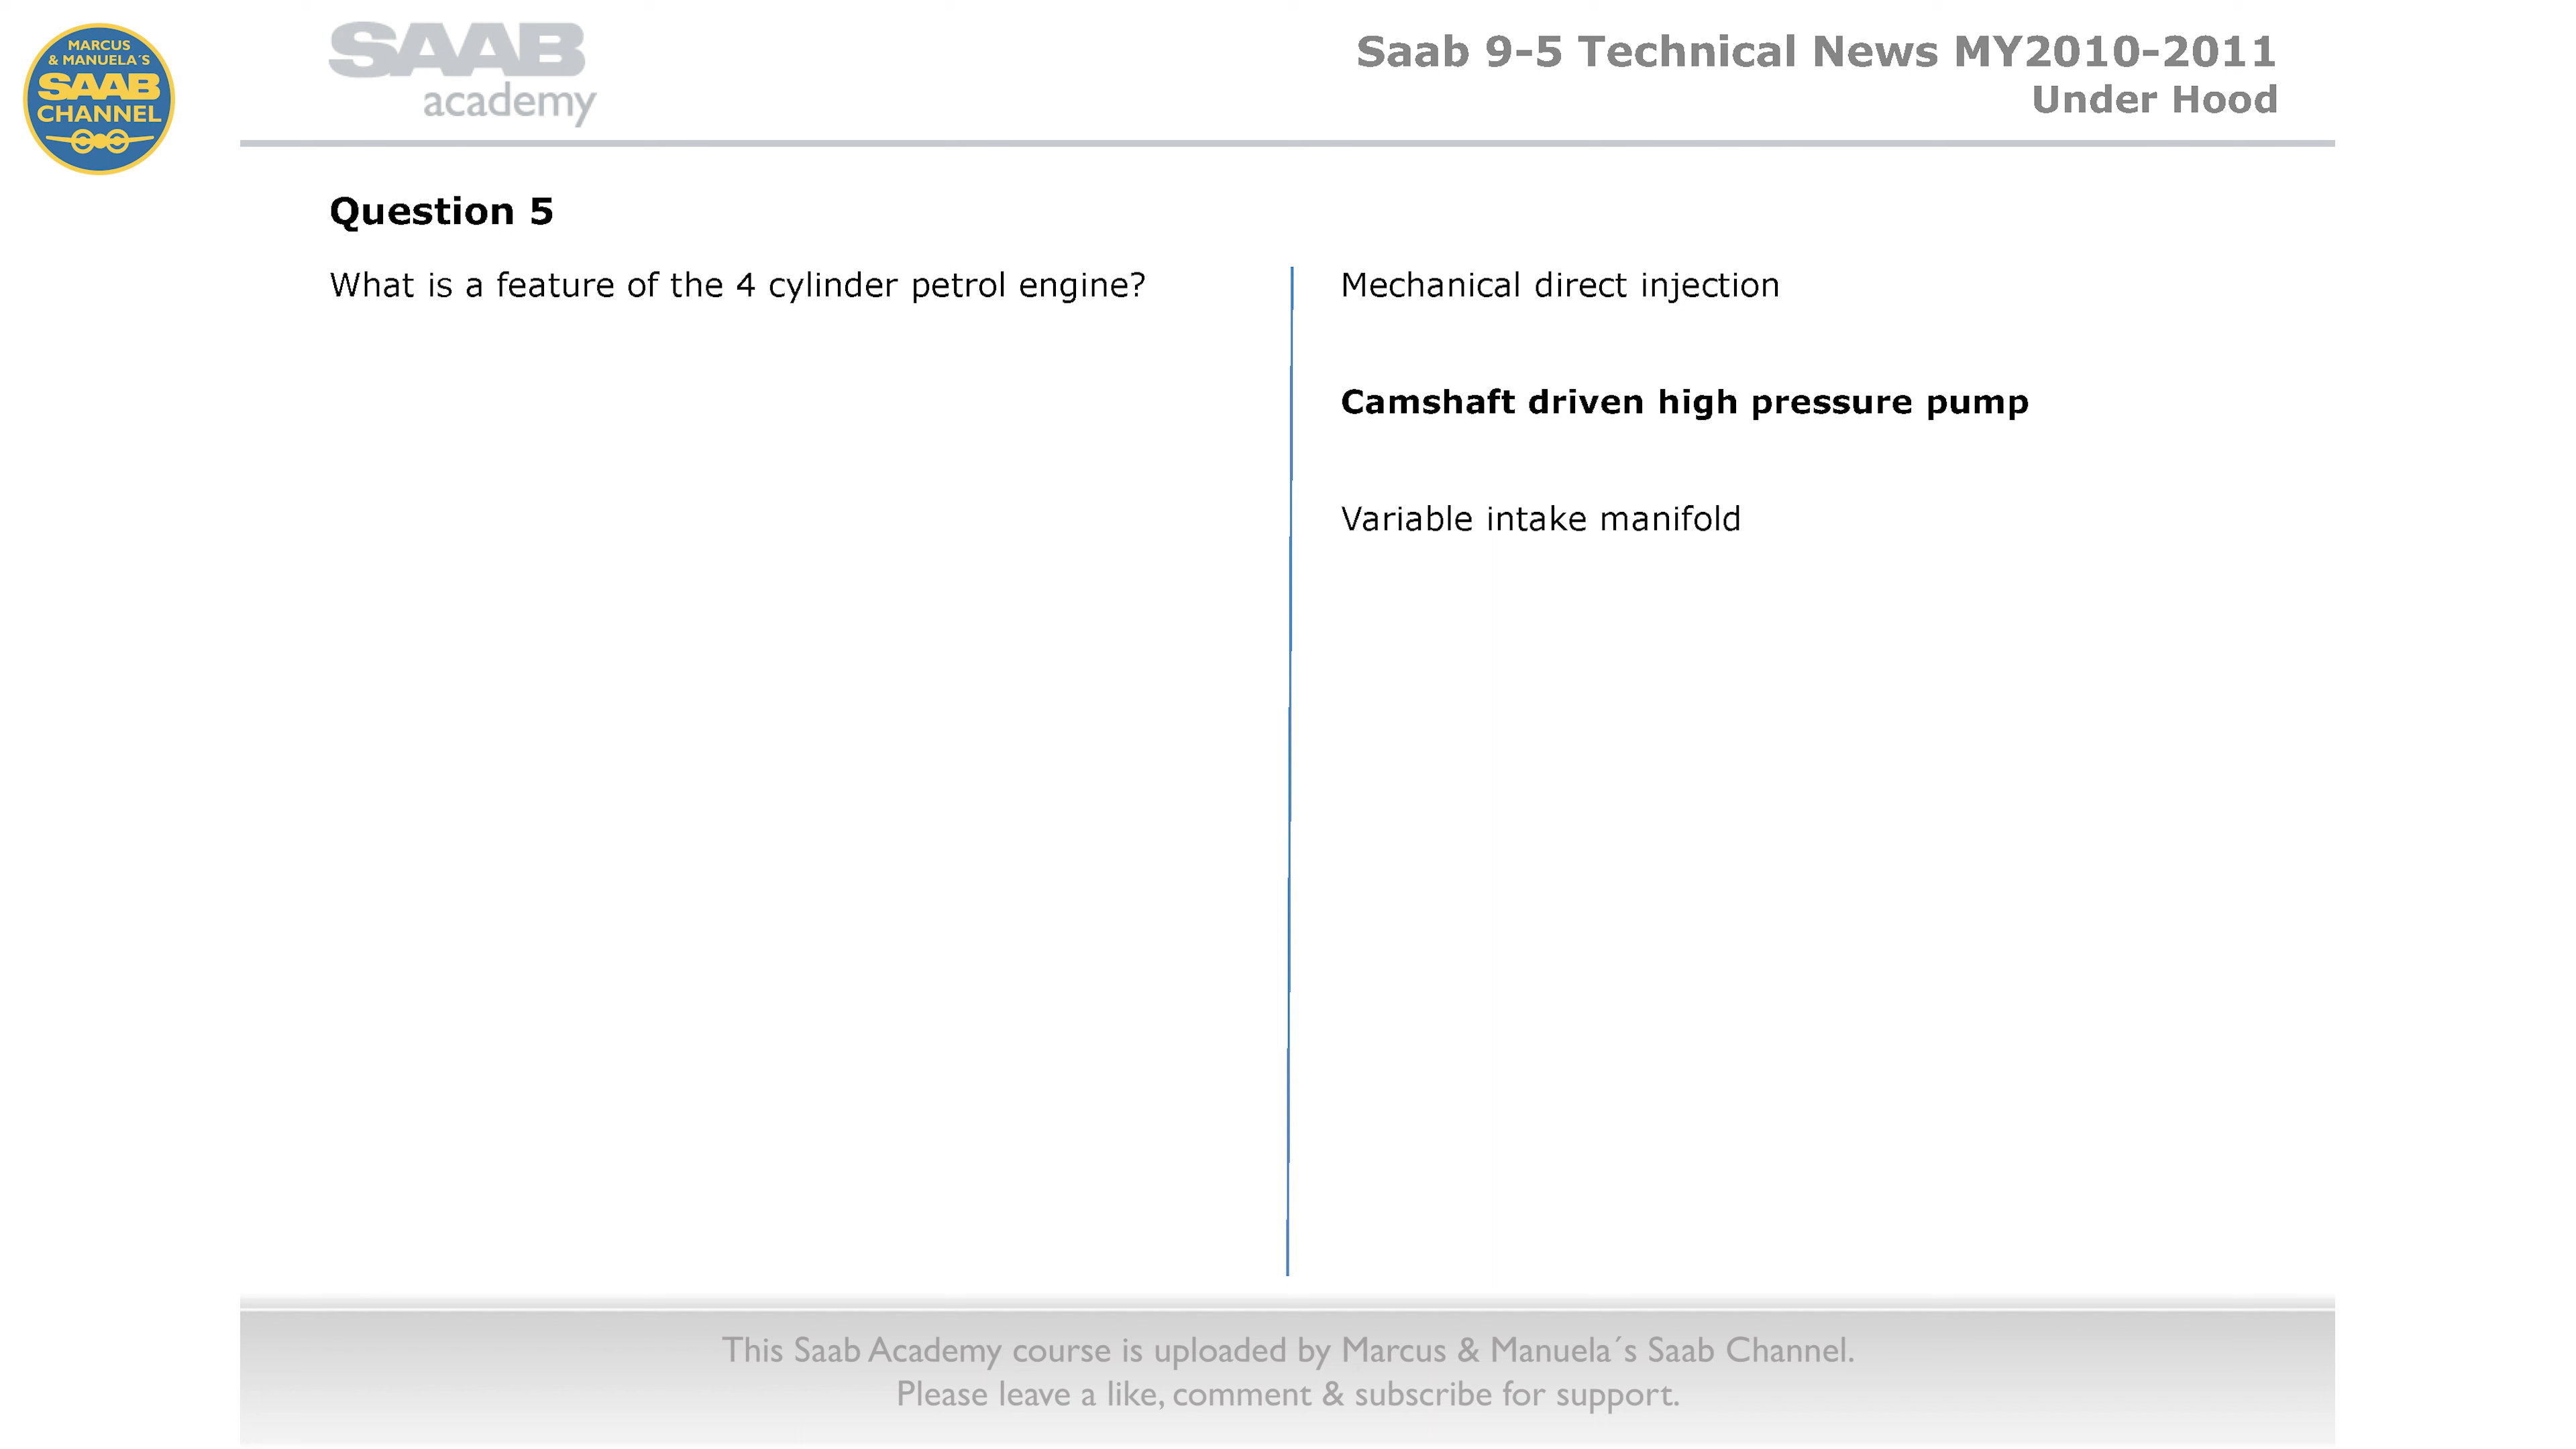 MARCUS
& MANUELA´S
SAAB
CHANNEL
SAAB
academy
Saab 9-5 Technical News MY2010-2011
Under Hood
Question 5
What is a feature of the 4 cylinder petrol engine?
Mechanical direct injection
Camshaft driven high pressure pump
Variable intake manifold
This Saab Academy course is uploaded by Marcus & Manuela´s Saab Channel.
Please leave a like, comment & subscribe for support.